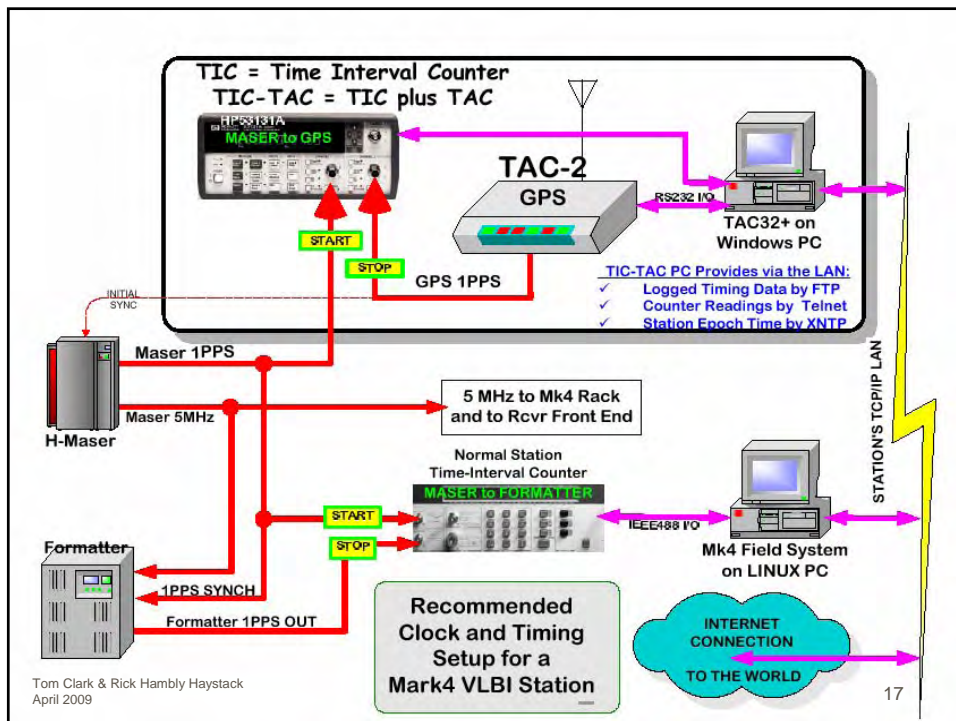 TIC = Time Interval Counter
TIC-TAC = TIC plus TAC
HP53131A
MASER to GPS
TAC-2
GPS
RS232 I/O
TAC32+ on
Windows PC
START
STOP
GPS 1PPS
TIC-TAC PC Provides via the LAN:
✓ Logged Timing Data by FTP
✓ Counter Readings by Telnet
✓ Station Epoch Time by XNTP
INITIAL
SYNC
Maser 1PPS
Maser 5MHz
H-Maser
5 MHz to Mk4 Rack
and to Rcvr Front End
STATION'S TCP/IP LAN
Normal Station
Time-Interval Counter
MASER to FORMATTER
START
STOP
IEEE488 I/O
Mk4 Field System
on LINUX PC
Formatter
1PPS SYNCH
Formatter 1PPS OUT
Recommended
Clock and Timing
Setup for a
Mark4 VLBI Station
INTERNET
CONNECTION
TO THE WORLD
Tom Clark & Rick Hambly Haystack
April 2009
17